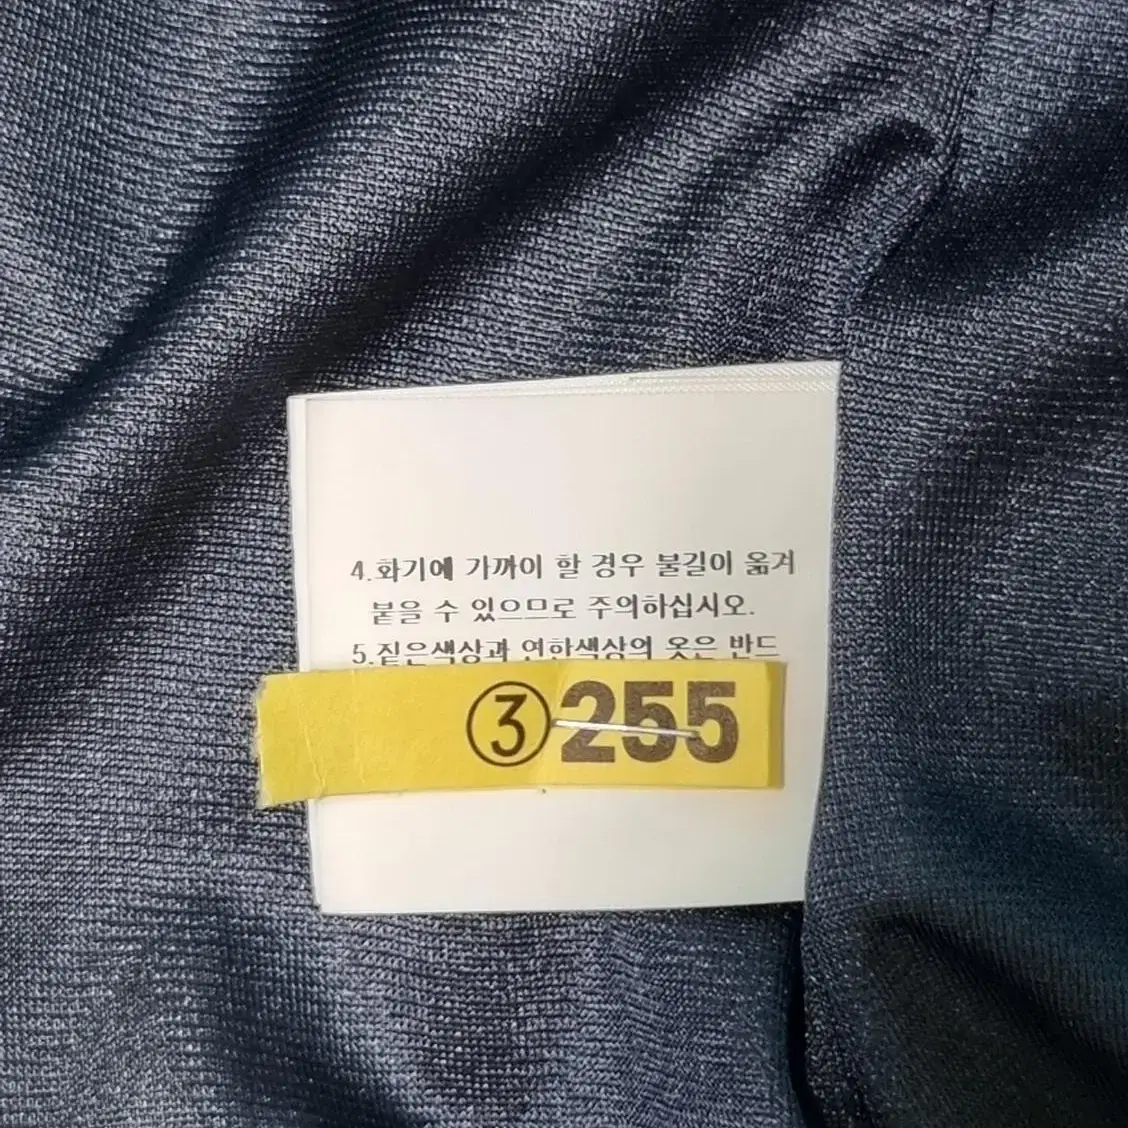 4.화기에 가까이 할 경우 불길이 옮겨
붙을 수 있으므로 주의하십시오.
5.짙은색상과 연한색상의 옷은 반드
③255